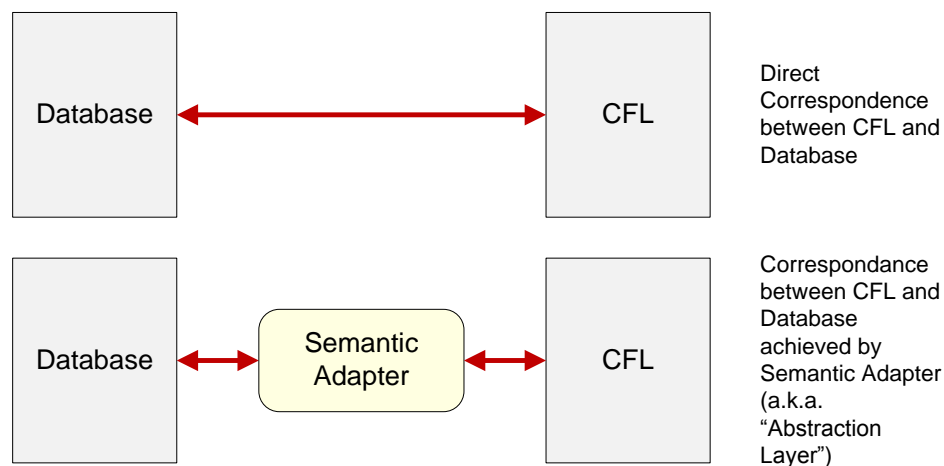 Database
CFL
Direct
Correspondence
between CFL and
Database
Database
Semantic
Adapter
CFL
Correspondance
between CFL and
Database
achieved by
Semantic Adapter
(a.k.a.
“Abstraction
Layer”)